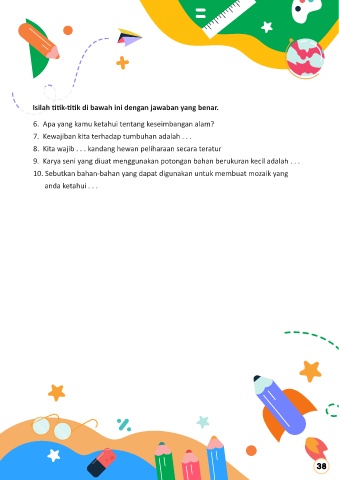 Isilah titik-titik di bawah ini dengan jawaban yang benar.
6. Apa yang kamu ketahui tentang keseimbangan alam?
7. Kewajiban kita terhadap tumbuhan adalah . . .
8. Kita wajib . . . kandang hewan peliharaan secara teratur
9. Karya seni yang diuat menggunakan potongan bahan berukuran kecil adalah . . .
10. Sebutkan bahan-bahan yang dapat digunakan untuk membuat mozaik yang
anda ketahui . . .
38